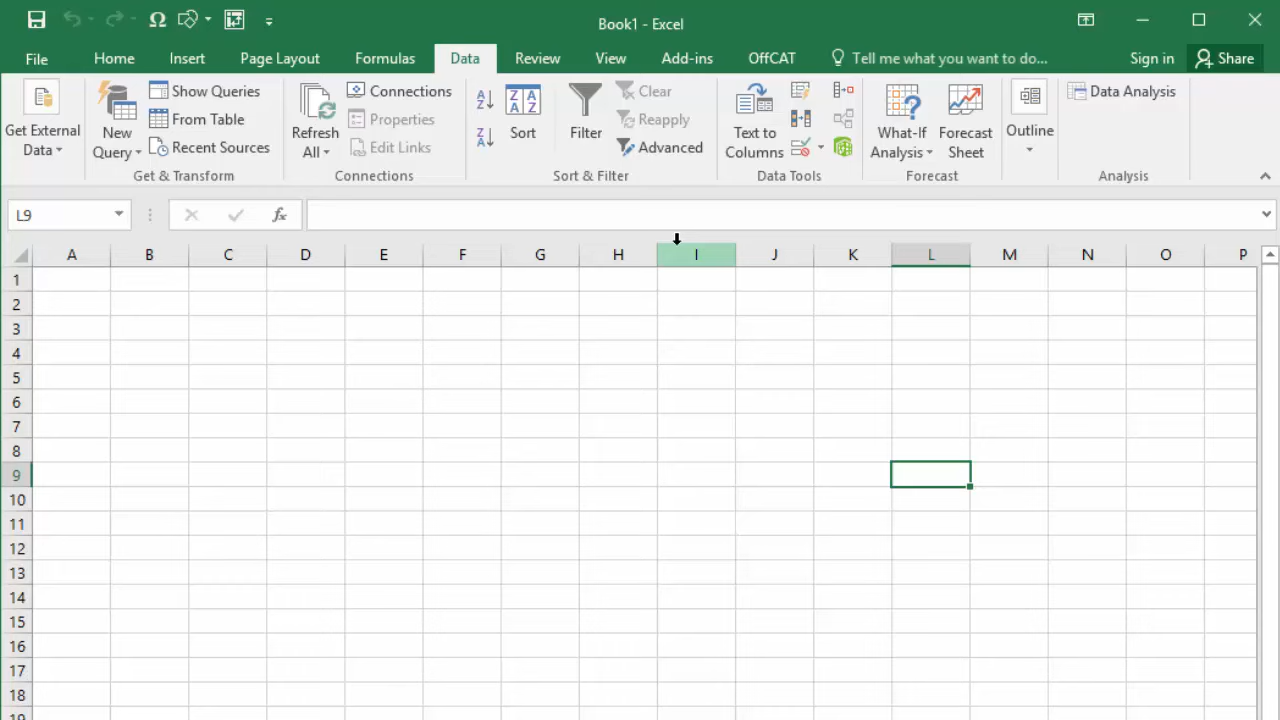 Book1 - Excel
File Home Insert Page Layout Formulas Data Review View Add-ins OffCAT Tell me what you want to do... Sign in Share
Get External Data
New Query
Show Queries
From Table
Recent Sources
Get & Transform
Refresh All
Connections
Properties
Edit Links
Connections
Sort
Filter
Clear
Reapply
Advanced
Sort & Filter
Text to Columns
Data Tools
What-If Analysis
Forecast Sheet
Forecast
Outline
Data Analysis
Analysis
L9
fx
A B C D E F G H I J K L M N O P
1
2
3
4
5
6
7
8
9
10
11
12
13
14
15
16
17
18
19